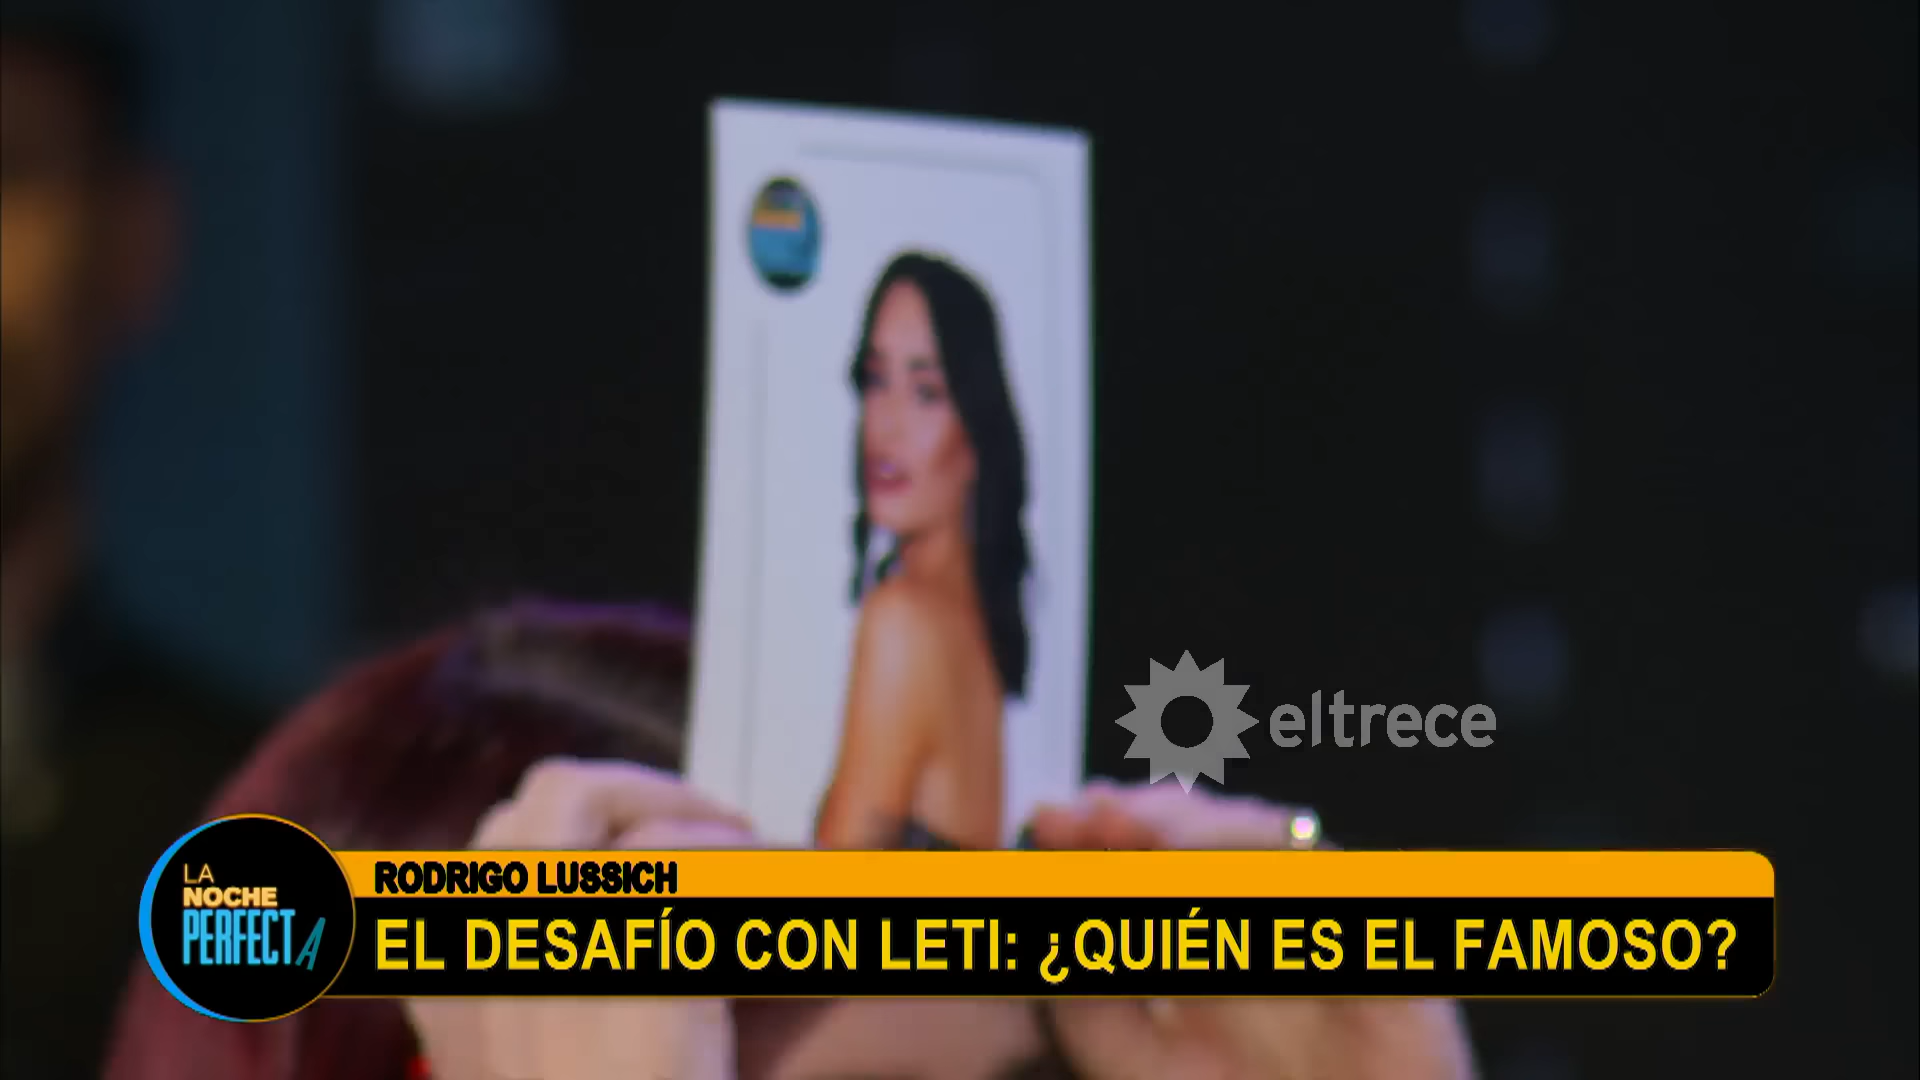 eltrece
LA
NOCHE
PERFECTA
RODRIGO LUSSICH
EL DESAFÍO CON LETI: ¿QUIÉN ES EL FAMOSO?